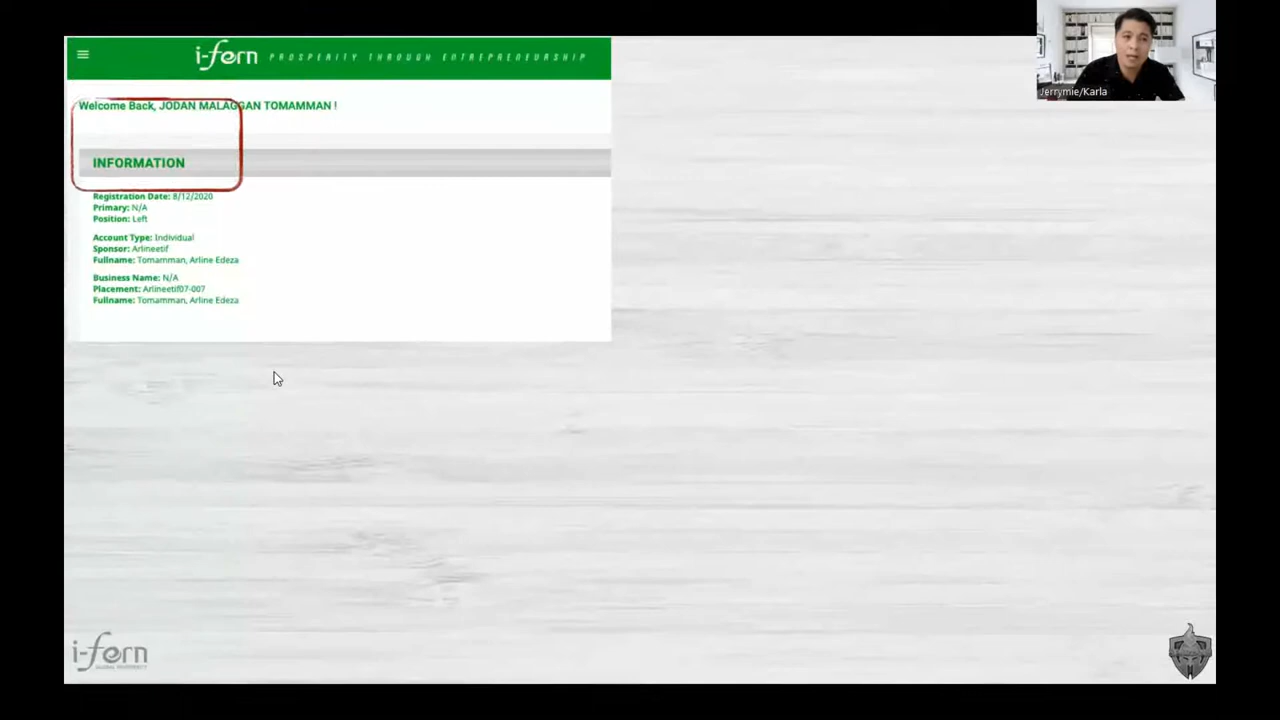 i-fern PROSPERITY THROUGH ENTREPRENEURSHIP
Jerrymie/Karla
Welcome Back, JODAN MALAGGAN TOMAMMAN !
INFORMATION
Registration Date: 8/12/2020
Primary: N/A
Position: Left
Account Type: Individual
Sponsor: Arlineetif
Fullname: Tomamman, Arline Edeza
Business Name: N/A
Placement: Arlineetif07-007
Fullname: Tomamman, Arline Edeza
i-fern